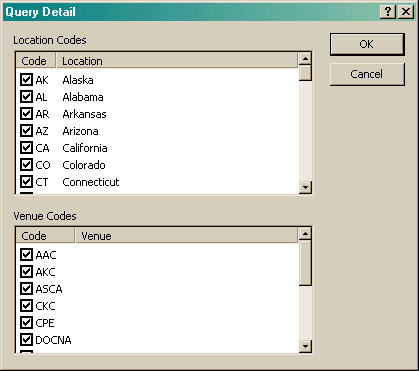 Query Detail
Location Codes
OK
Cancel
Code Location
AK Alaska
AL Alabama
AR Arkansas
AZ Arizona
CA California
CO Colorado
CT Connecticut
Venue Codes
Code Venue
AAC
AKC
ASCA
CKC
CPE
DOCNA